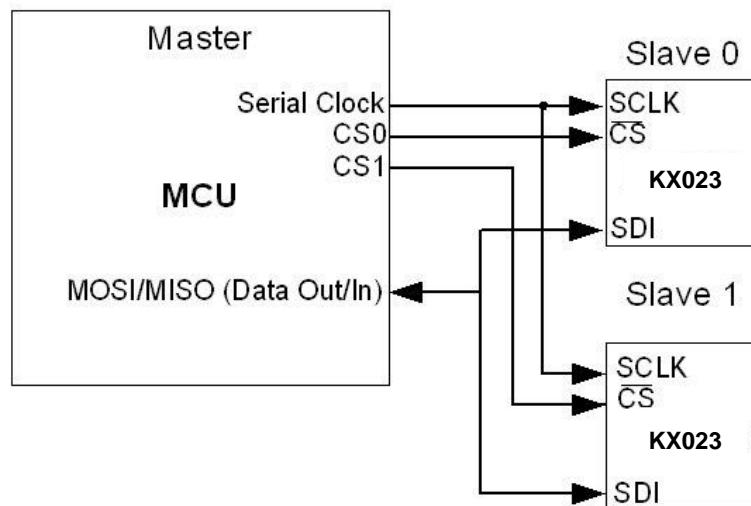 Master
Serial Clock
CS0
CS1
MCU
MOSI/MISO (Data Out/In)
Slave 0
SCLK
CS
KX023
SDI
Slave 1
SCLK
CS
KX023
SDI